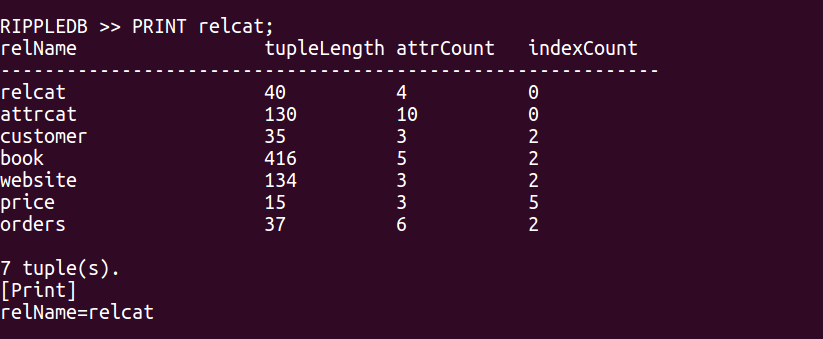 RIPPLEDB >> PRINT relcat;
relName tupleLength attrCount indexCount
------------------------------------------------------------
relcat 40 4 0
attrcat 130 10 0
customer 35 3 2
book 416 5 2
website 134 3 2
price 15 3 5
orders 37 6 2
7 tuple(s).
[Print]
relName=relcat